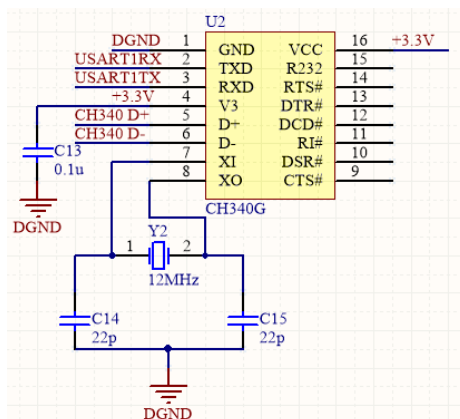 U2
DGND 1 GND VCC 16 +3.3V
USART1RX 2 TXD R232 15
USART1TX 3 RXD RTS# 14
+3.3V 4 V3 DTR# 13
CH340 D+ 5 D+ DCD# 12
CH340 D- 6 D- RI# 11
7 XI DSR# 10
8 XO CTS# 9
C13
0.1u
CH340G
DGND
Y2
1 2
12MHz
C14
22p
C15
22p
DGND